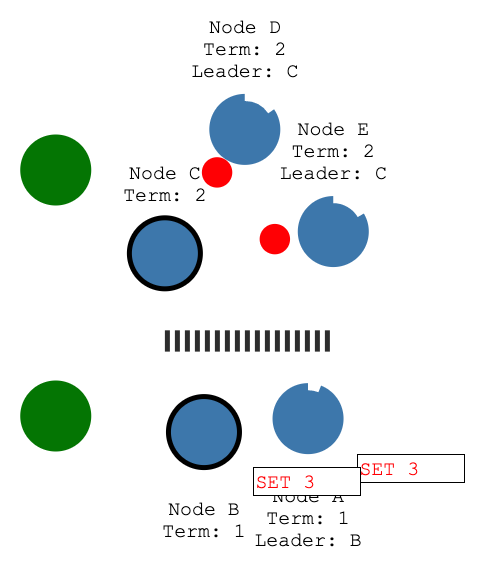 Node D
Term: 2
Leader: C
Node E
Term: 2
Leader: C
Node C
Term: 2
SET 3
SET 3
Node A
Term: 1
Leader: B
Node B
Term: 1